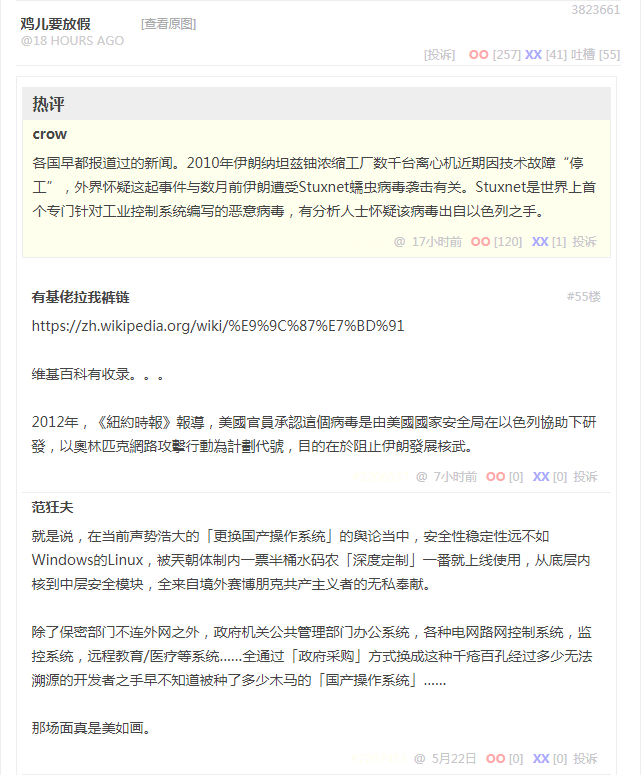 3823661
鸡儿要放假 [查看原图]
@18 HOURS AGO
[投诉] OO [257] XX [41] 吐槽 [55]
热评
crow
各国早都报道过的新闻。2010年伊朗纳坦兹铀浓缩工厂数千台离心机近期因技术故障“停
工”，外界怀疑这起事件与数月前伊朗遭受Stuxnet蠕虫病毒袭击有关。Stuxnet是世界上首
个专门针对工业控制系统编写的恶意病毒，有分析人士怀疑该病毒出自以色列之手。
@ 17小时前 OO [120] XX [1] 投诉
有基佬拉我裤链 #55楼
https://zh.wikipedia.org/wiki/%E9%9C%87%E7%BD%91
维基百科有收录。。。
2012年，《紐約時報》報導，美國官員承認這個病毒是由美國國家安全局在以色列協助下研
發，以奧林匹克網路攻擊行動為計劃代號，目的在於阻止伊朗發展核武。
@ 7小时前 OO [0] XX [0] 投诉
范狂夫
就是说，在当前声势浩大的「更换国产操作系统」的舆论当中，安全性稳定性远不如
Windows的Linux，被天朝体制内一票半桶水码农「深度定制」一番就上线使用，从底层内
核到中层安全模块，全来自境外赛博朋克共产主义者的无私奉献。
除了保密部门不连外网之外，政府机关公共管理部门办公系统，各种电网路网控制系统，监
控系统，远程教育/医疗等系统......全通过「政府采购」方式换成这种千疮百孔经过多少无法
溯源的开发者之手早不知道被种了多少木马的「国产操作系统」......
那场面真是美如画。
@ 5月22日 OO [0] XX [0] 投诉